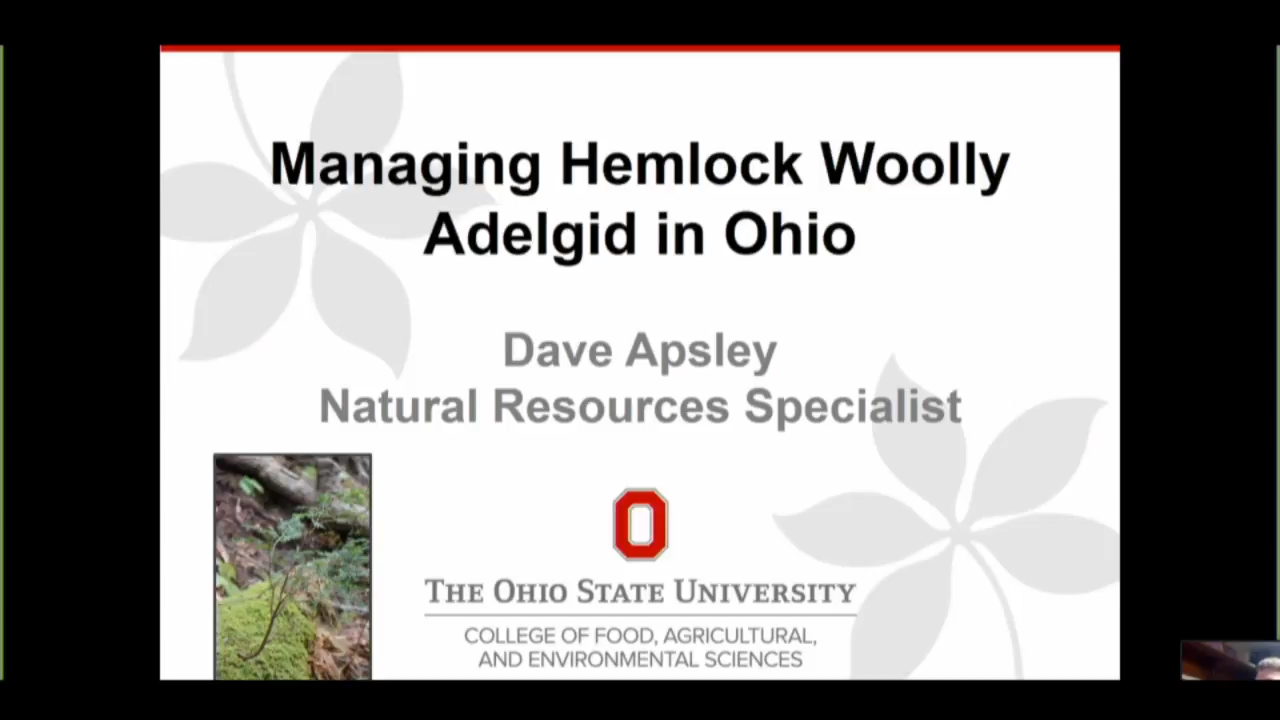 Managing Hemlock Woolly
Adelgid in Ohio
Dave Apsley
Natural Resources Specialist
THE OHIO STATE UNIVERSITY
COLLEGE OF FOOD, AGRICULTURAL,
AND ENVIRONMENTAL SCIENCES